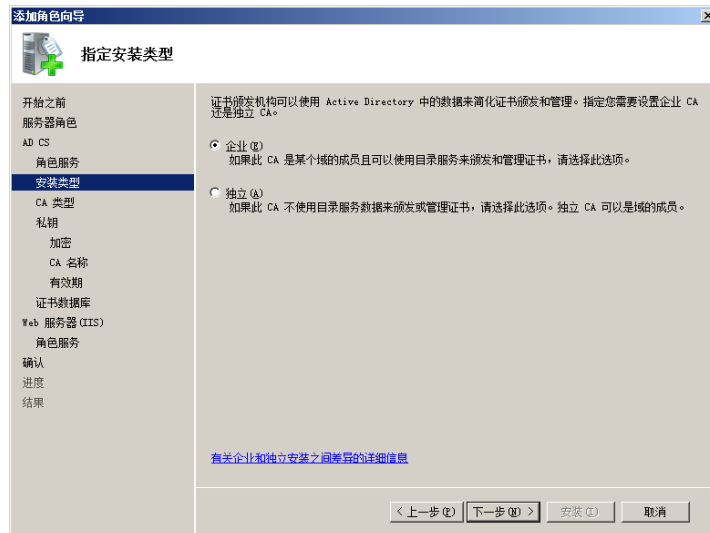 添加角色向导
指定安装类型
开始之前
服务器角色
AD CS
角色服务
安装类型
CA 类型
私钥
加密
CA 名称
有效期
证书数据库
Web 服务器(IIS)
角色服务
确认
进度
结果
证书颁发机构可以使用 Active Directory 中的数据来简化证书颁发和管理。指定您需要设置企业 CA
还是独立 CA。
企业(E)
如果此 CA 是某个域的成员且可以使用目录服务来颁发和管理证书，请选择此选项。
独立(A)
如果此 CA 不使用目录服务数据来颁发或管理证书，请选择此选项。独立 CA 可以是域的成员。
有关企业和独立安装之间差异的详细信息
< 上一步(P) 下一步(N) > 安装(I) 取消